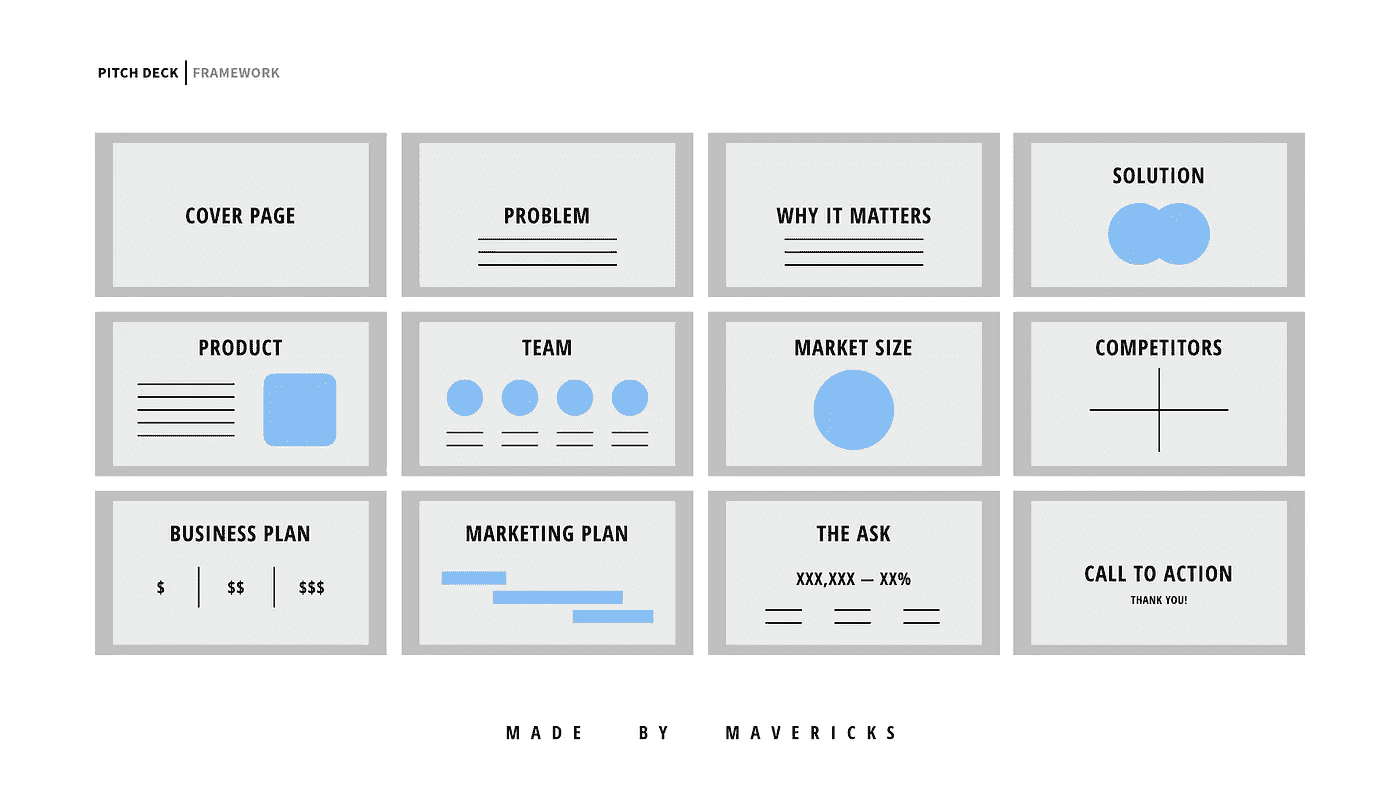 PITCH DECK | FRAMEWORK
COVER PAGE
PROBLEM
WHY IT MATTERS
SOLUTION
PRODUCT
TEAM
MARKET SIZE
COMPETITORS
BUSINESS PLAN
$ $$ $$$
MARKETING PLAN
THE ASK
XXX,XXX — XX%
CALL TO ACTION
THANK YOU!
MADE BY MAVERICKS